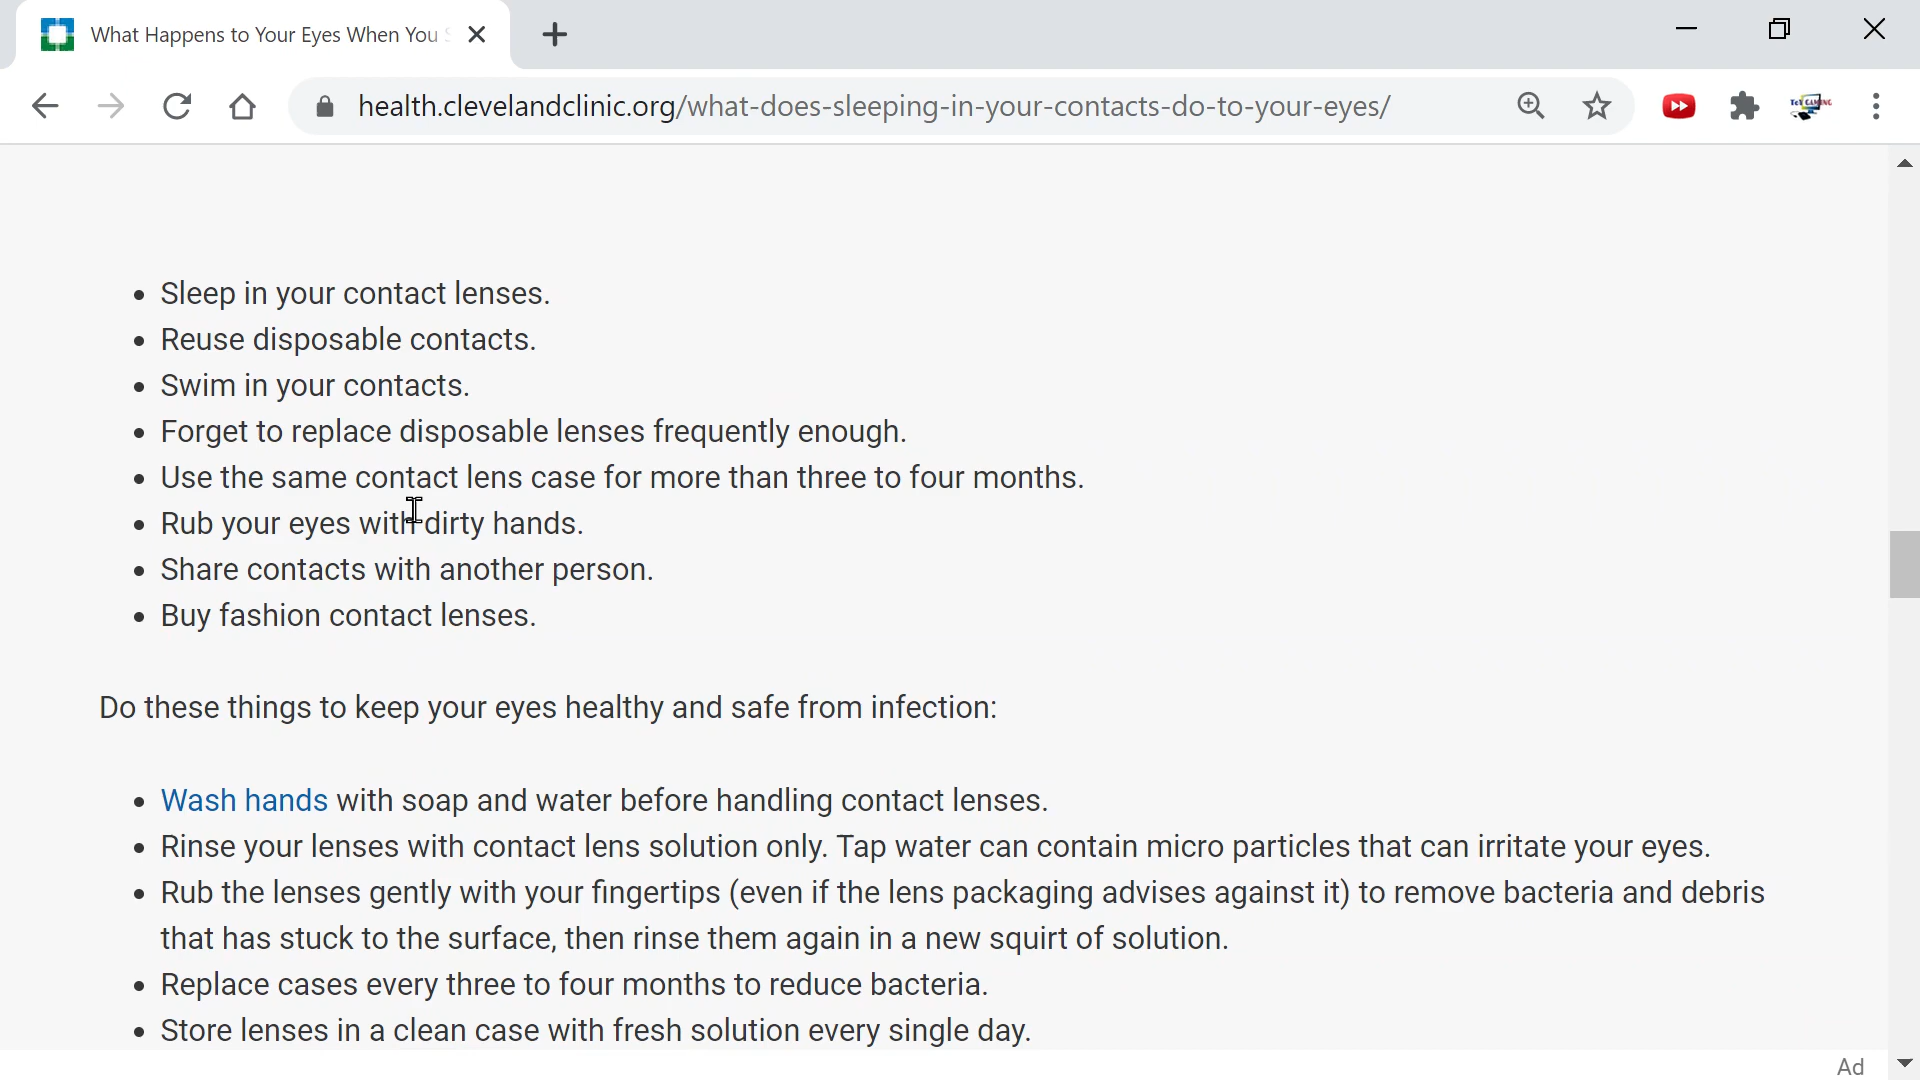 What Happens to Your Eyes When You S
health.clevelandclinic.org/what-does-sleeping-in-your-contacts-do-to-your-eyes/
TeY GAMING
Sleep in your contact lenses.
Reuse disposable contacts.
Swim in your contacts.
Forget to replace disposable lenses frequently enough.
Use the same contact lens case for more than three to four months.
Rub your eyes with dirty hands.
Share contacts with another person.
Buy fashion contact lenses.
Do these things to keep your eyes healthy and safe from infection:
Wash hands with soap and water before handling contact lenses.
Rinse your lenses with contact lens solution only. Tap water can contain micro particles that can irritate your eyes.
Rub the lenses gently with your fingertips (even if the lens packaging advises against it) to remove bacteria and debris
that has stuck to the surface, then rinse them again in a new squirt of solution.
Replace cases every three to four months to reduce bacteria.
Store lenses in a clean case with fresh solution every single day.
Ad